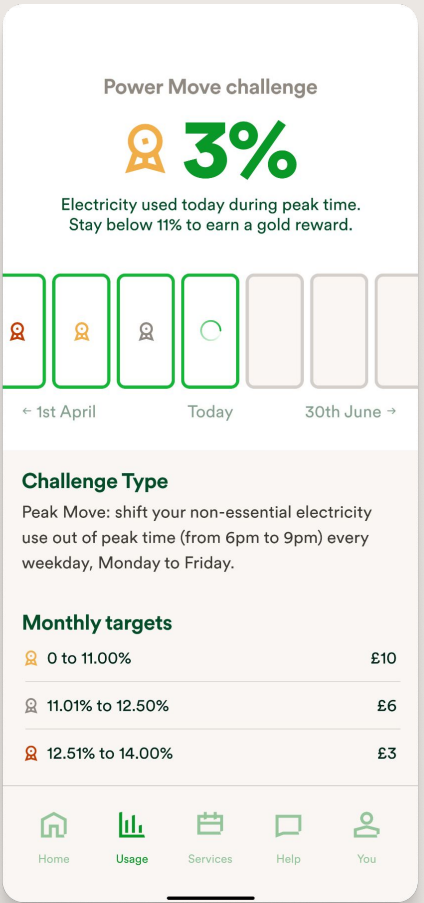 Power Move challenge
3%
Electricity used today during peak time.
Stay below 11% to earn a gold reward.
← 1st April
Today
30th June →
Challenge Type
Peak Move: shift your non-essential electricity
use out of peak time (from 6pm to 9pm) every
weekday, Monday to Friday.
Monthly targets
0 to 11.00% £10
11.01% to 12.50% £6
12.51% to 14.00% £3
Home Usage Services Help You